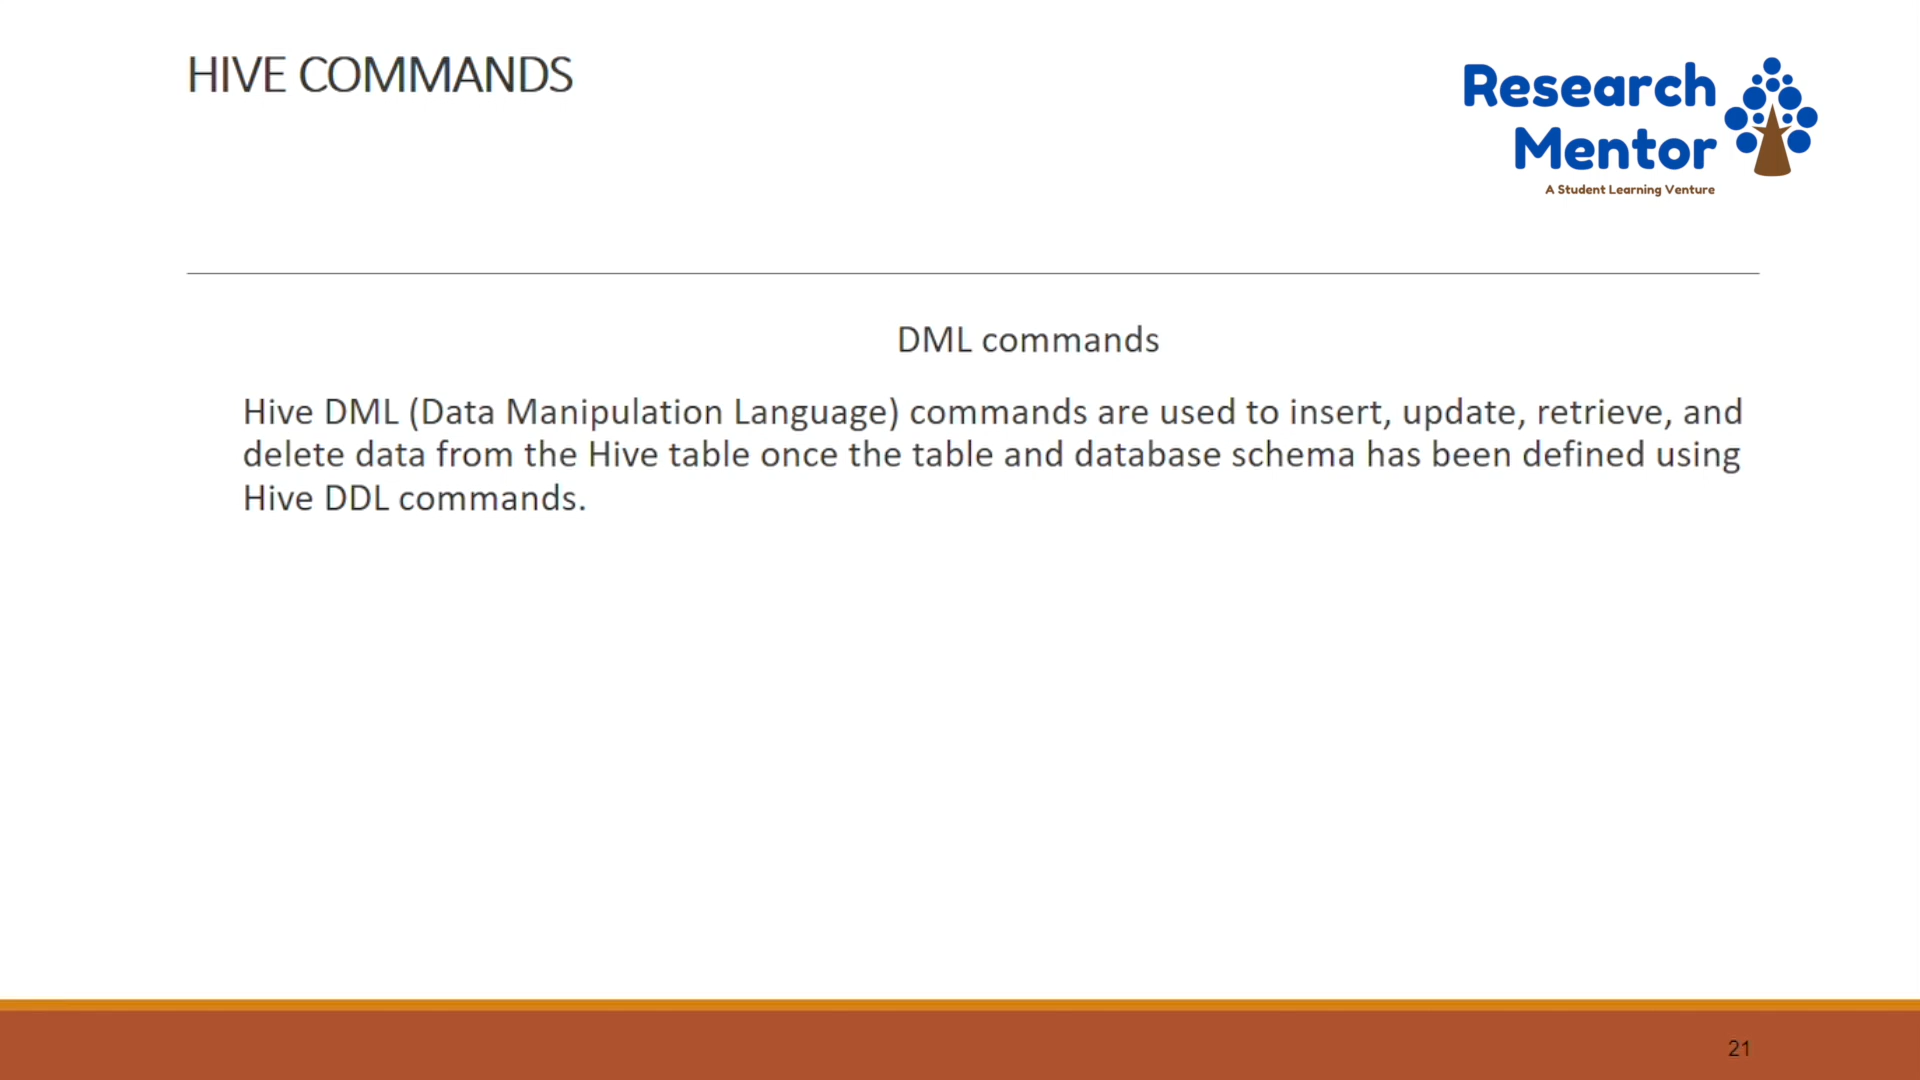 HIVE COMMANDS
Research
Mentor
A Student Learning Venture
DML commands
Hive DML (Data Manipulation Language) commands are used to insert, update, retrieve, and
delete data from the Hive table once the table and database schema has been defined using
Hive DDL commands.
21